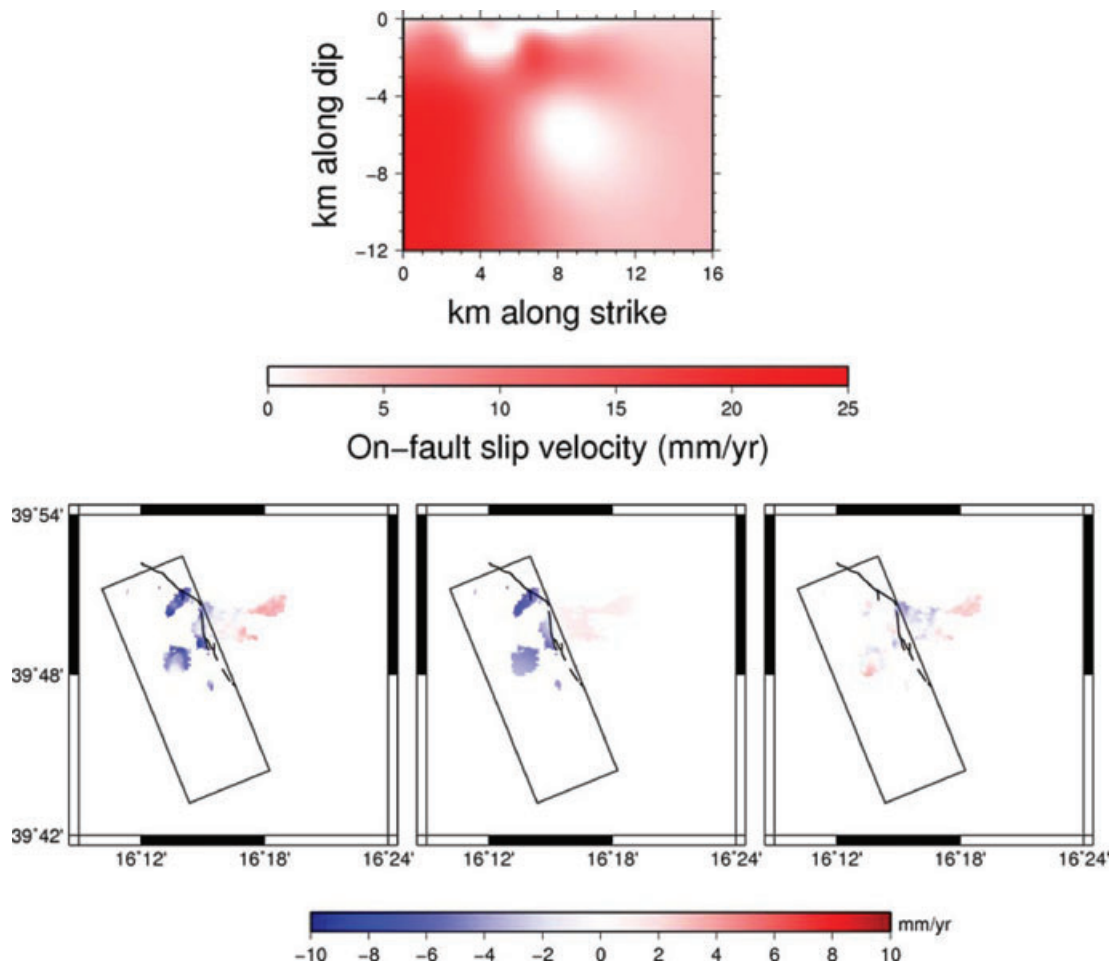 0
−4
−8
−12
km along dip
0 4 8 12 16
km along strike
0 5 10 15 20 25
On−fault slip velocity (mm/yr)
39˚54'
39˚48'
39˚42'
16˚12' 16˚18' 16˚24' 16˚12' 16˚18' 16˚24' 16˚12' 16˚18' 16˚24'
mm/yr
−10 −8 −6 −4 −2 0 2 4 6 8 10